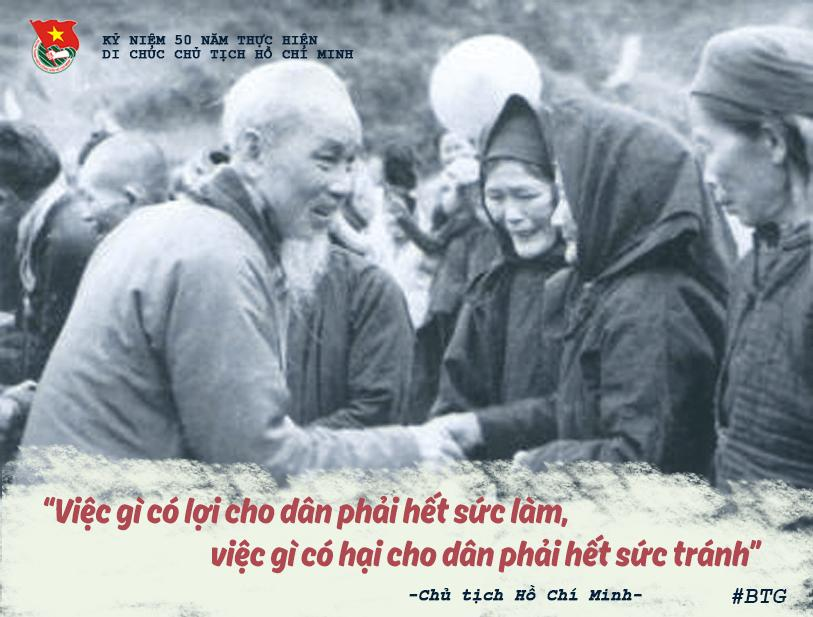 KỶ NIỆM 50 NĂM THỰC HIỆN
DI CHÚC CHỦ TỊCH HỒ CHÍ MINH
“Việc gì có lợi cho dân phải hết sức làm,
việc gì có hại cho dân phải hết sức tránh”
-Chủ tịch Hồ Chí Minh-
#BTG